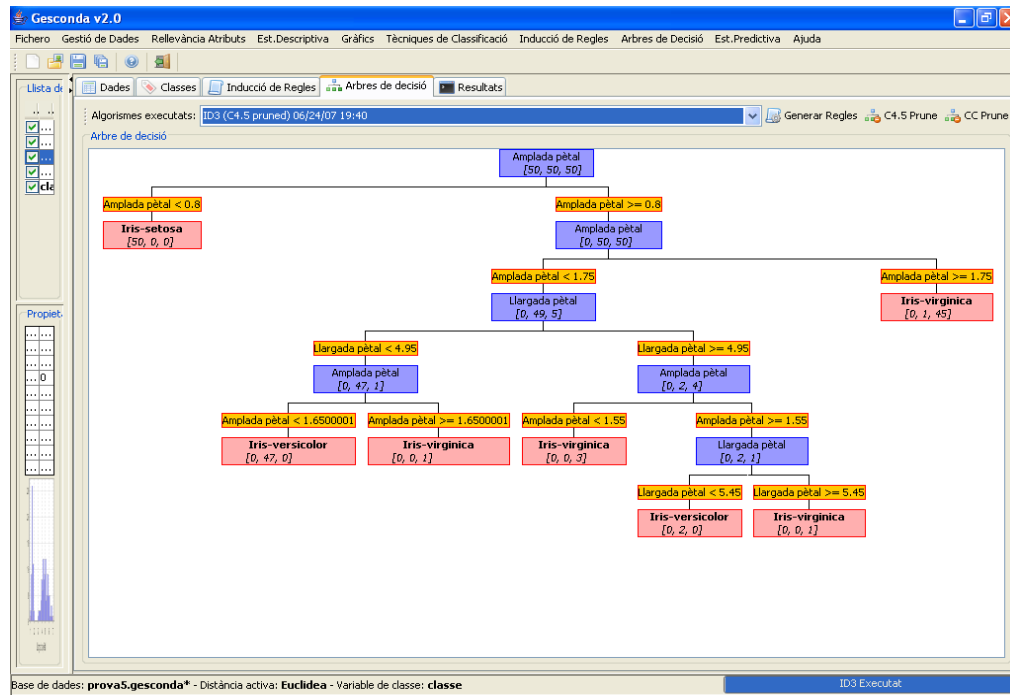 Gesconda v2.0
Fichero Gestió de Dades Rellevància Atributs Est.Descriptiva Gràfics Tècniques de Classificació Inducció de Regles Arbres de Decisió Est.Predictiva Ajuda
Llista de
Dades Classes Inducció de Regles Arbres de decisió Resultats
Algorismes executats: ID3 (C4.5 pruned) 06/24/07 19:40 Generar Regles C4.5 Prune CC Prune
Arbre de decisió
... 
...
...
...
cla
Amplada pètal
[50, 50, 50]
Amplada pètal < 0.8 Amplada pètal >= 0.8
Iris-setosa Amplada pètal
[50, 0, 0] [0, 50, 50]
Amplada pètal < 1.75 Amplada pètal >= 1.75
Llargada pètal Iris-virginica
[0, 49, 5] [0, 1, 45]
Propieta
0
Llargada pètal < 4.95 Llargada pètal >= 4.95
Amplada pètal Amplada pètal
[0, 47, 1] [0, 2, 4]
Amplada pètal < 1.6500001 Amplada pètal >= 1.6500001 Amplada pètal < 1.55 Amplada pètal >= 1.55
Iris-versicolor Iris-virginica Iris-virginica Llargada pètal
[0, 47, 0] [0, 0, 1] [0, 0, 3] [0, 2, 1]
Llargada pètal < 5.45 Llargada pètal >= 5.45
Iris-versicolor Iris-virginica
[0, 2, 0] [0, 0, 1]
Base de dades: prova5.gesconda* - Distància activa: Euclidea - Variable de classe: classe
ID3 Executat